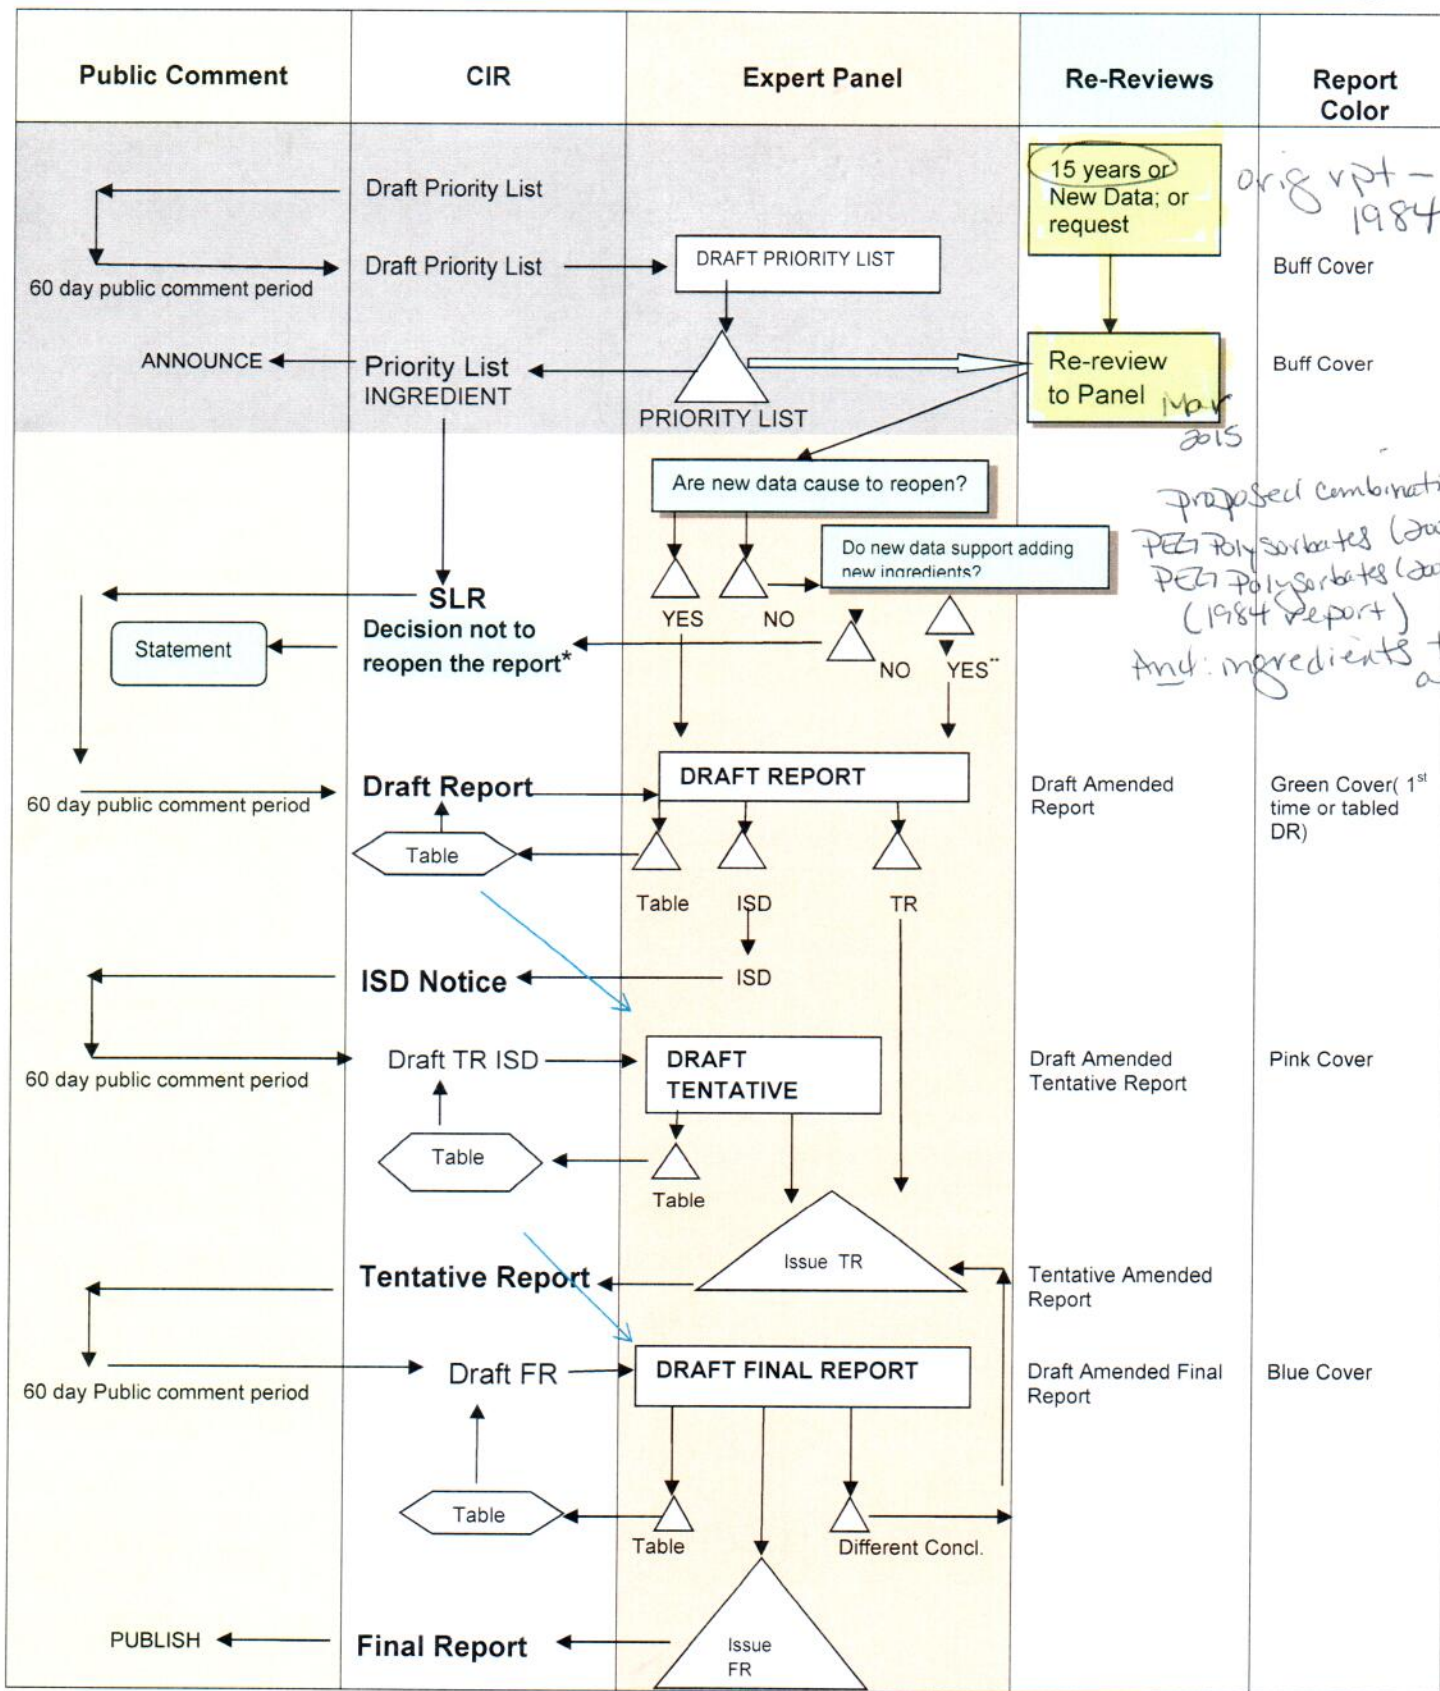 Public Comment
CIR
Expert Panel
Re-Reviews
Report
Color
Draft Priority List
15 years or
New Data; or
request
orig rpt -
1984
60 day public comment period
Draft Priority List
DRAFT PRIORITY LIST
Buff Cover
ANNOUNCE
Priority List
INGREDIENT
PRIORITY LIST
Re-review
to Panel
Mar
2015
Buff Cover
Are new data cause to reopen?
proposed
PEG Polysorbates
PEG Polysorbates
(1984 report)
And: ingredients
Do new data support adding
new ingredients?
SLR
YES
NO
Statement
Decision not to
reopen the report*
NO
YES**
60 day public comment period
Draft Report
DRAFT REPORT
Draft Amended
Report
Green Cover( 1st
time or tabled
DR)
Table
Table
ISD
TR
ISD Notice
ISD
60 day public comment period
Draft TR ISD
DRAFT
TENTATIVE
Draft Amended
Tentative Report
Pink Cover
Table
Table
Issue TR
Tentative Report
Tentative Amended
Report
60 day Public comment period
Draft FR
DRAFT FINAL REPORT
Draft Amended Final
Report
Blue Cover
Table
Table
Different Concl.
PUBLISH
Final Report
Issue
FR